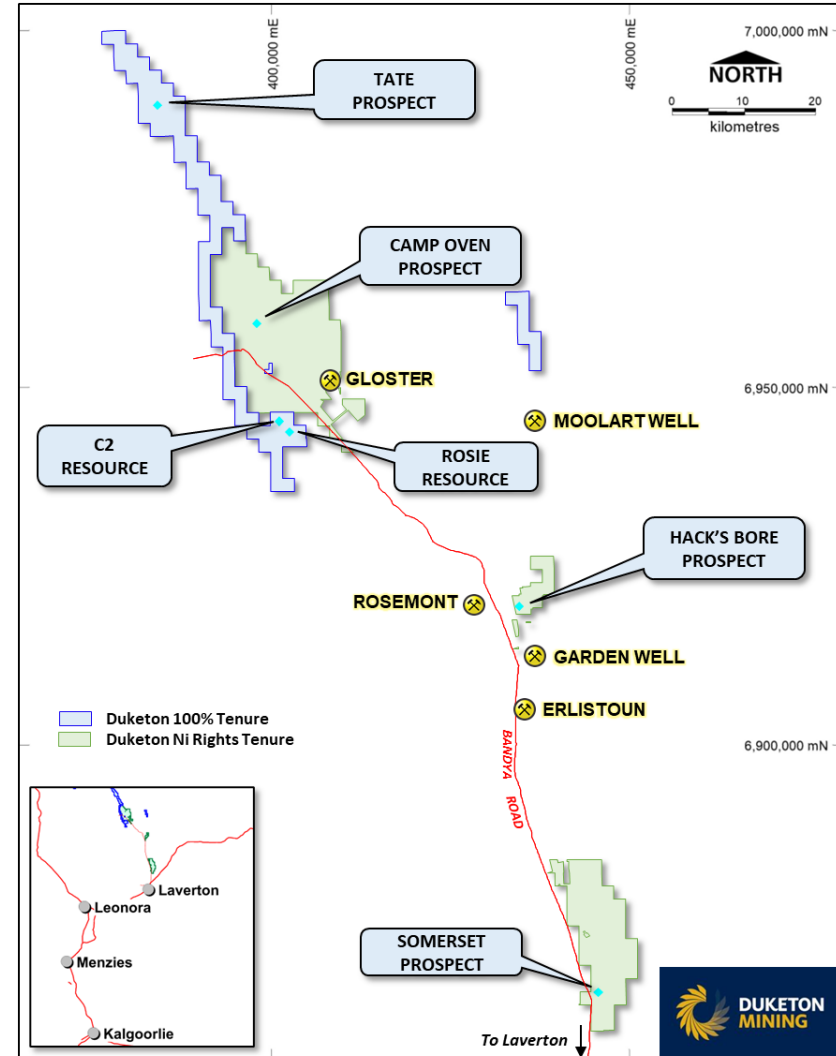 400,000 mE
450,000 mE
7,000,000 mN
TATE
PROSPECT
NORTH
0 10 20
kilometres
CAMP OVEN
PROSPECT
GLOSTER
6,950,000 mN
MOOLART WELL
C2
RESOURCE
ROSIE
RESOURCE
HACK'S BORE
PROSPECT
ROSEMONT
GARDEN WELL
ERLISTOUN
Duketon 100% Tenure
Duketon Ni Rights Tenure
6,900,000 mN
BANDYA
ROAD
Laverton
Leonora
Menzies
Kalgoorlie
SOMERSET
PROSPECT
To Laverton
DUKETON
MINING